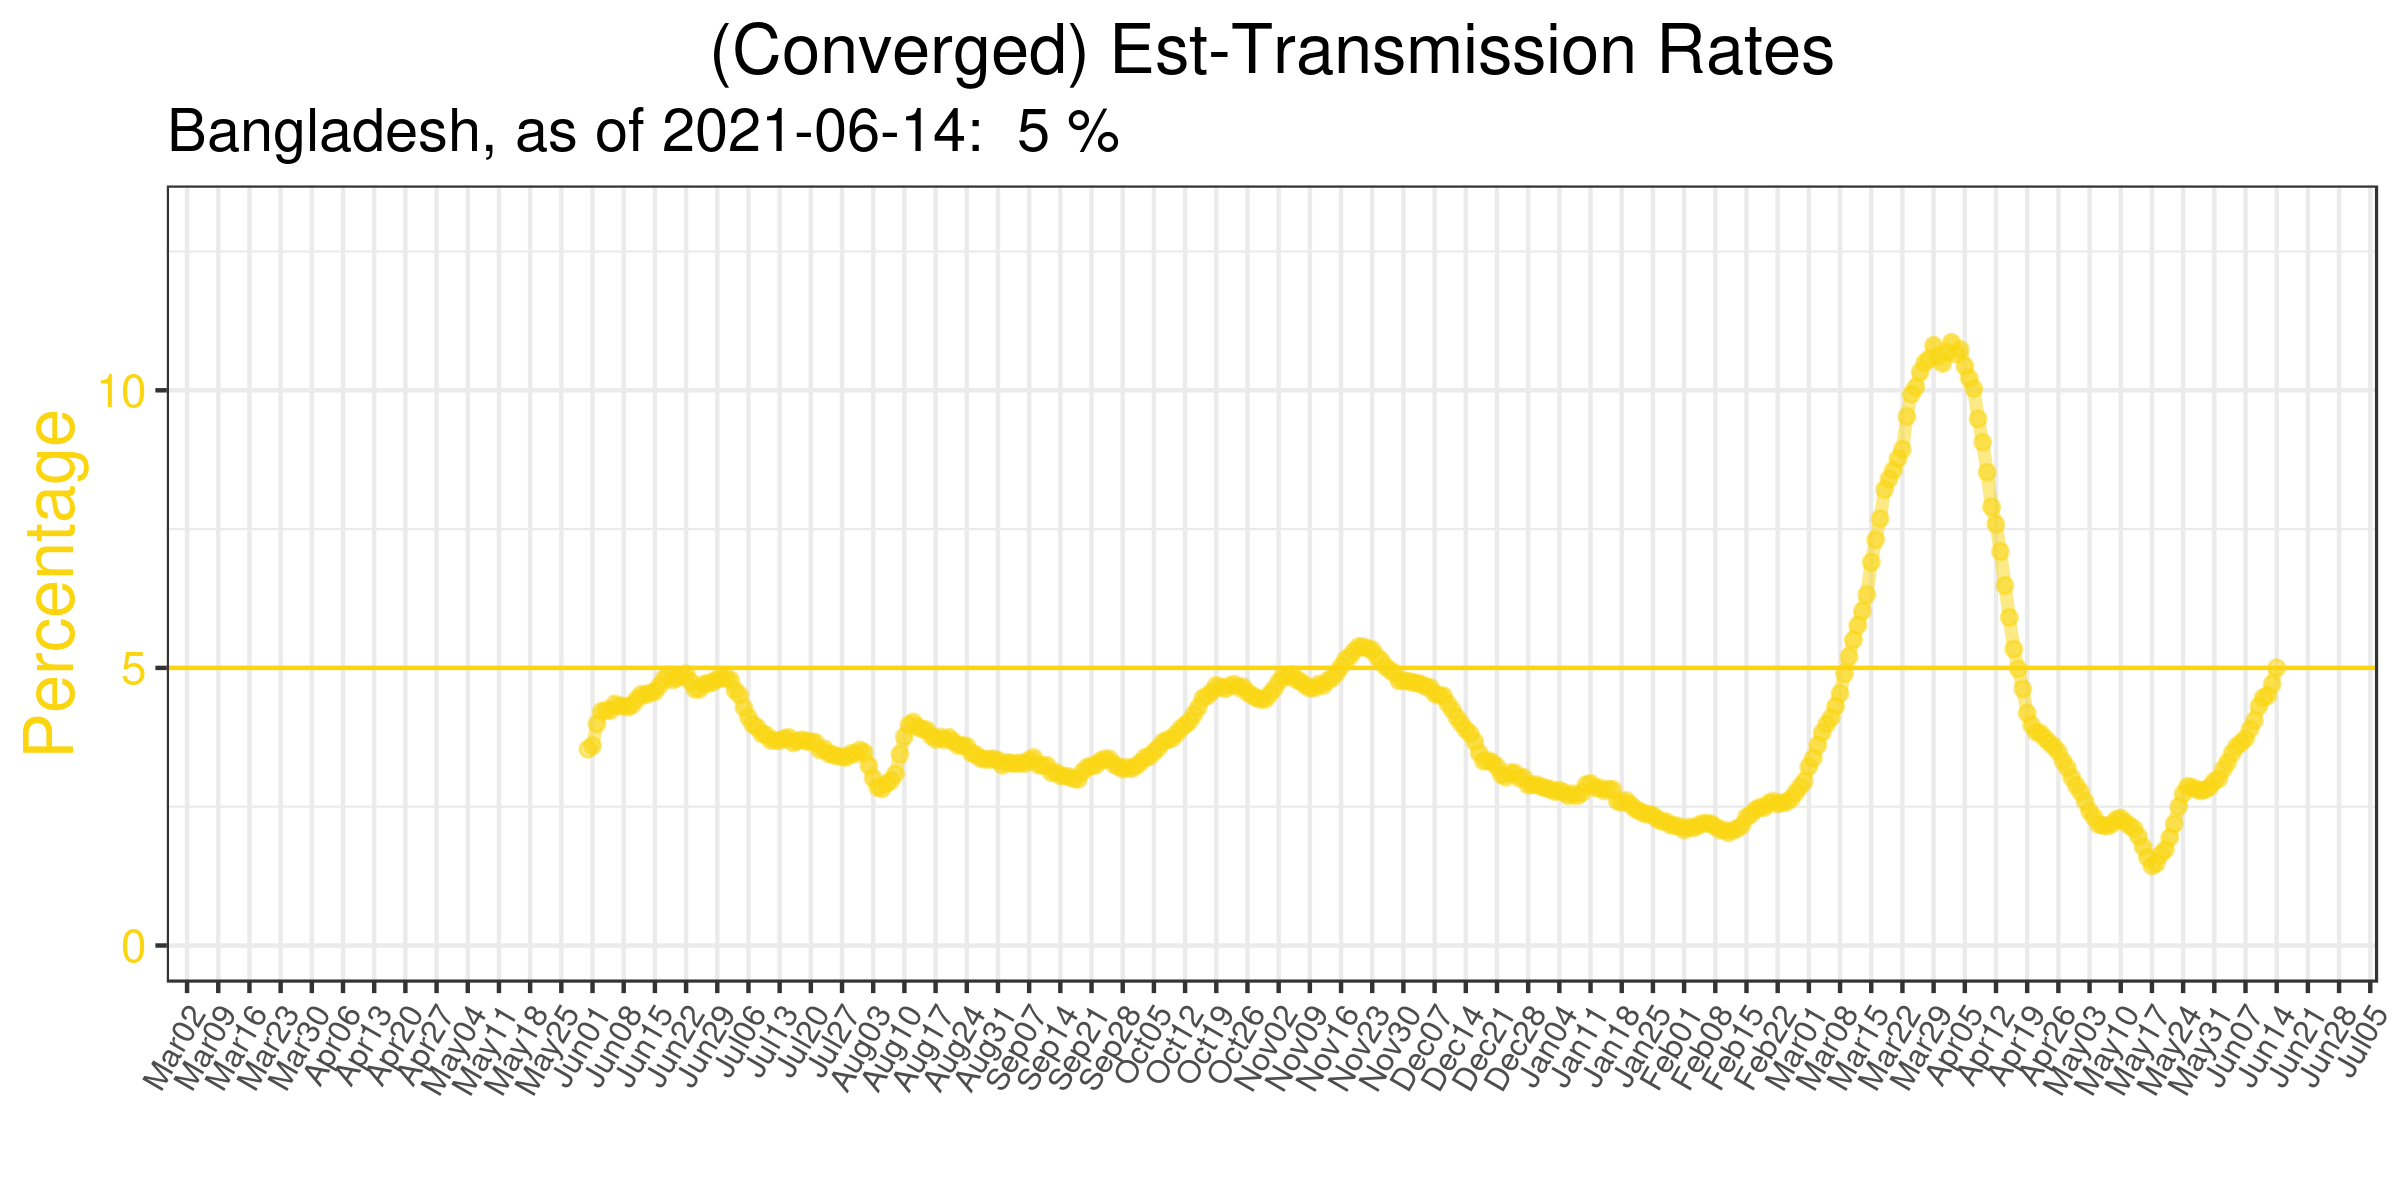 (Converged) Est-Transmission Rates
Bangladesh, as of 2021-06-14:  5 %
Percentage
10
5
0
Mar02
Mar09
Mar16
Mar23
Mar30
Apr06
Apr13
Apr20
Apr27
May04
May11
May18
May25
Jun01
Jun08
Jun15
Jun22
Jun29
Jul06
Jul13
Jul20
Jul27
Aug03
Aug10
Aug17
Aug24
Aug31
Sep07
Sep14
Sep21
Sep28
Oct05
Oct12
Oct19
Oct26
Nov02
Nov09
Nov16
Nov23
Nov30
Dec07
Dec14
Dec21
Dec28
Jan04
Jan11
Jan18
Jan25
Feb01
Feb08
Feb15
Feb22
Mar01
Mar08
Mar15
Mar22
Mar29
Apr05
Apr12
Apr19
Apr26
May03
May10
May17
May24
May31
Jun07
Jun14
Jun21
Jun28
Jul05